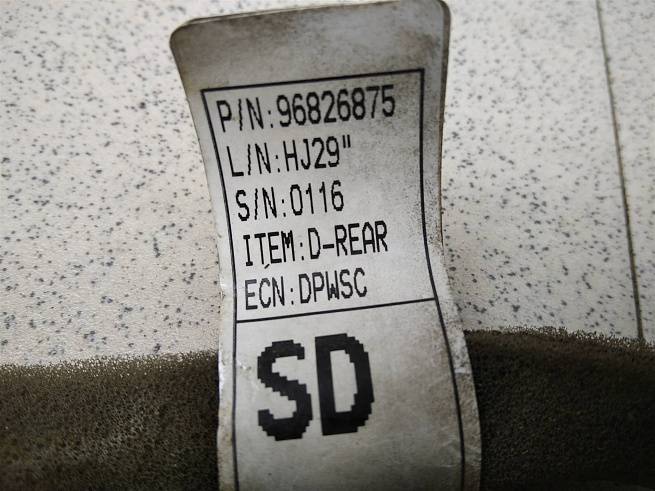 P/N:96826875
L/N:HJ29"
S/N:0116
ITEM:D-REAR
ECN:DPWSC
SD